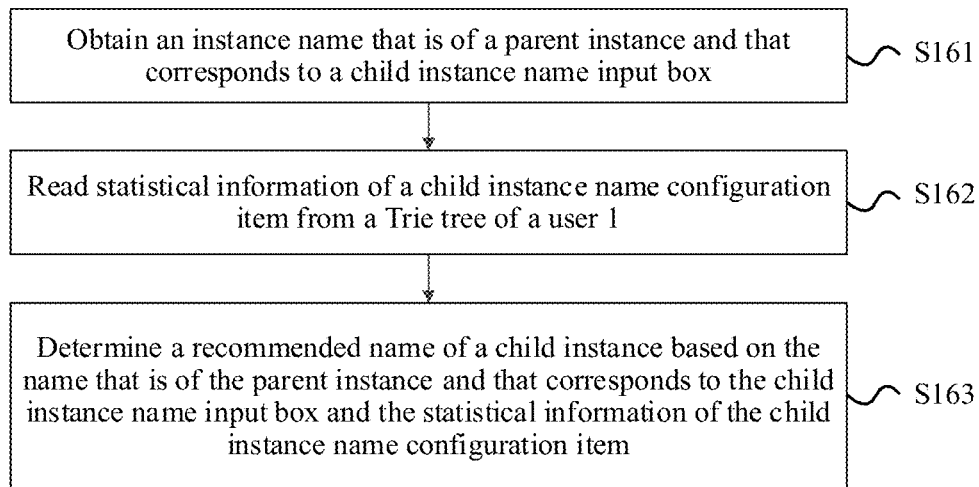 Obtain an instance name that is of a parent instance and that
corresponds to a child instance name input box
S161
Read statistical information of a child instance name configuration
item from a Trie tree of a user 1
S162
Determine a recommended name of a child instance based on the
name that is of the parent instance and that corresponds to the child
instance name input box and the statistical information of the child
instance name configuration item
S163